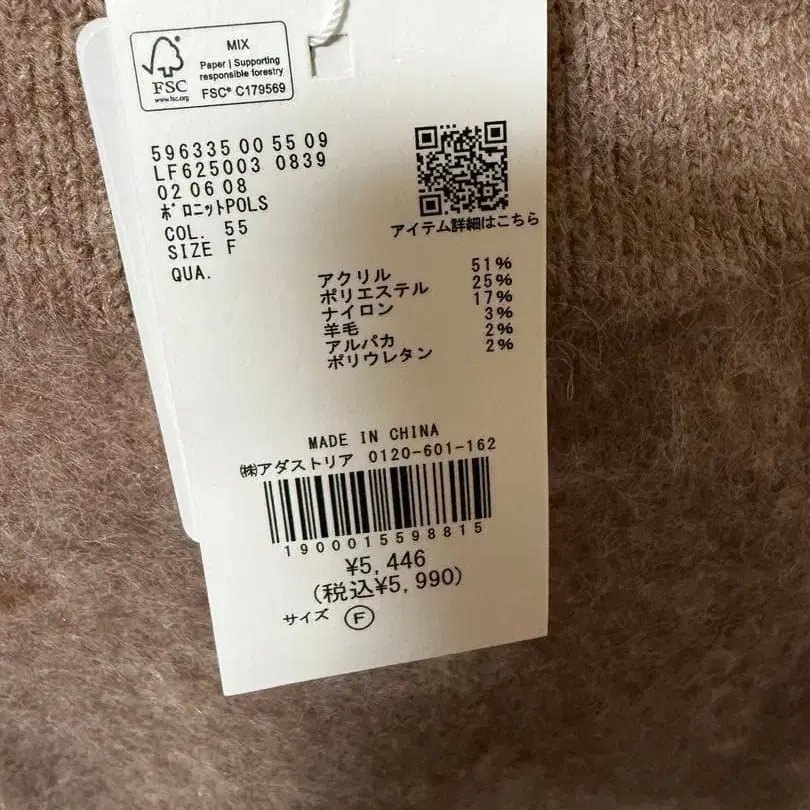 MIX
Paper | Supporting
responsible forestry
FSC® C179569
FSC
www.fsc.org
596335 00 55 09
LF625003 0839
02 06 08
ﾎﾞﾛﾆｯﾄPOLS
COL. 55
SIZE F
QUA.
アイテム詳細はこちら
アクリル 51%
ポリエステル 25%
ナイロン 17%
羊毛 3%
アルパカ 2%
ポリウレタン 2%
MADE IN CHINA
㈱アダストリア 0120-601-162
1900015598815
¥5,446
(税込¥5,990)
サイズ Ⓕ